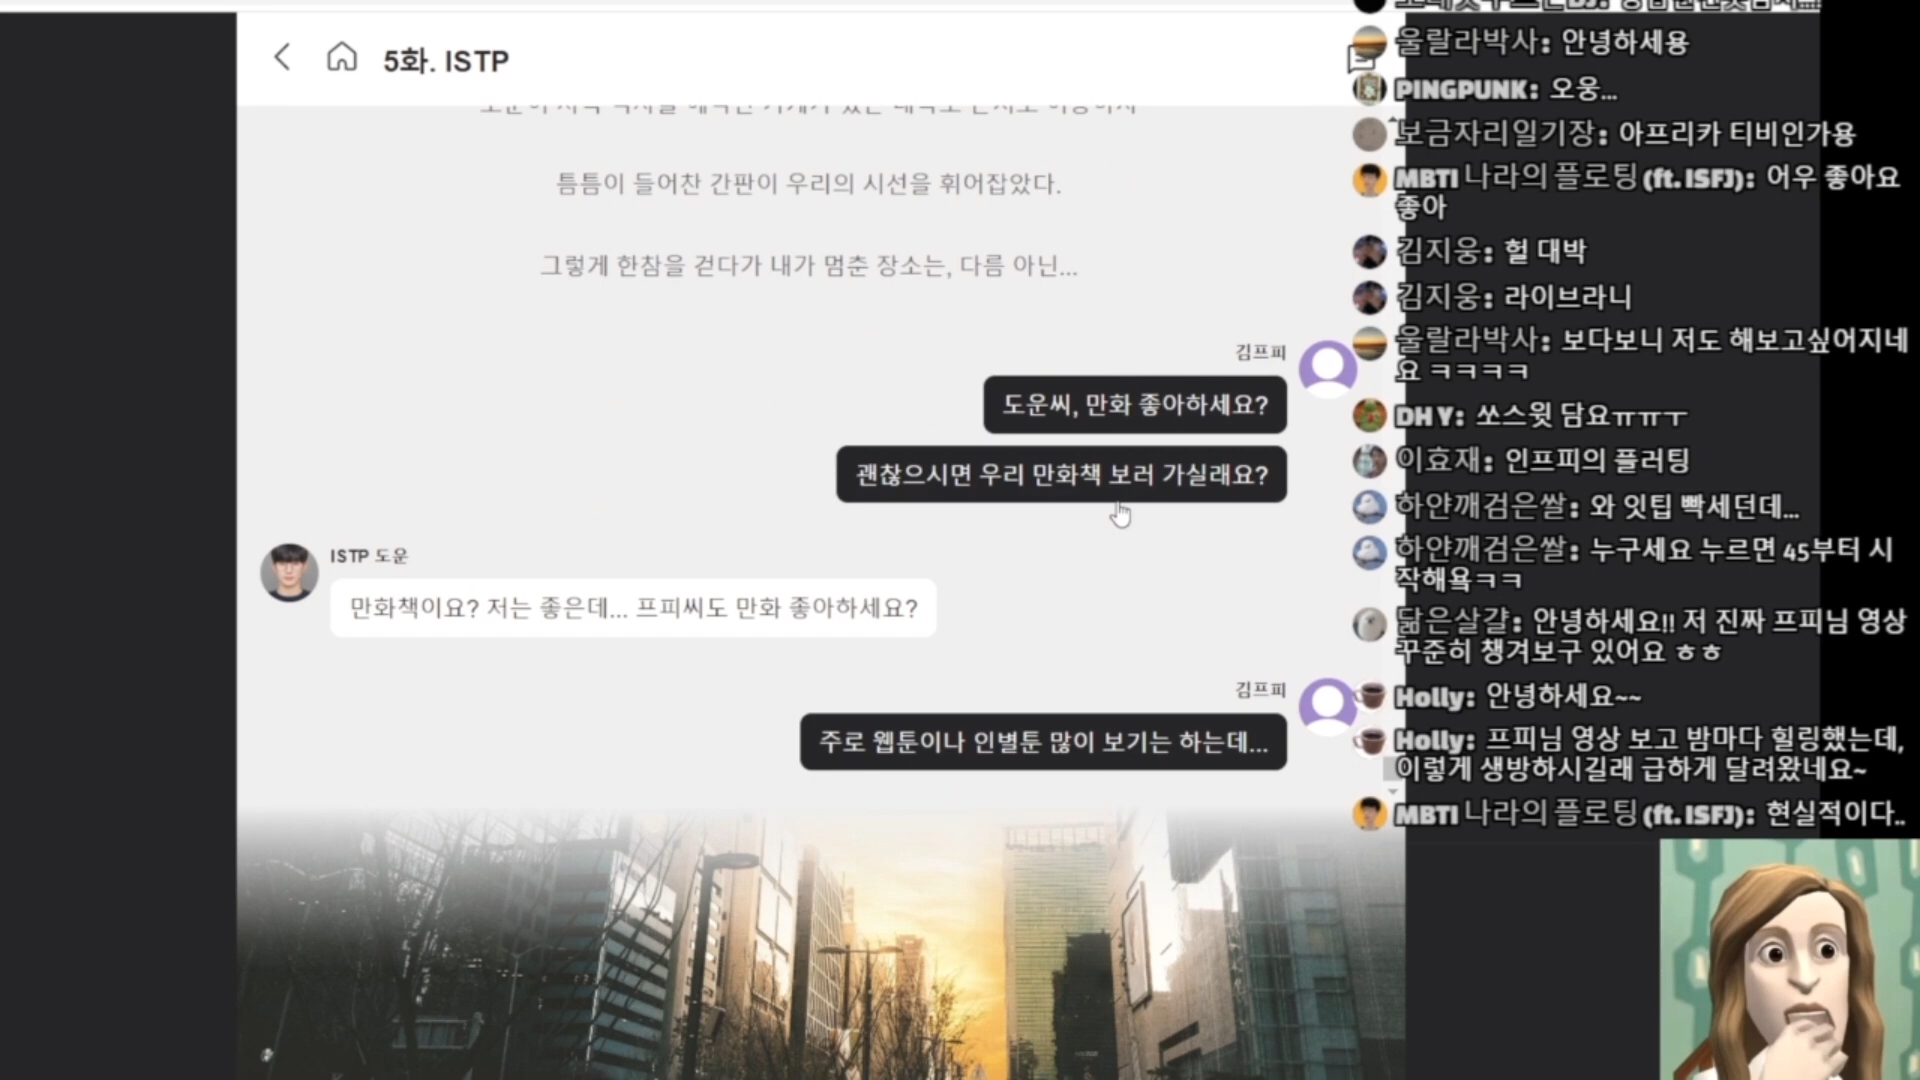 5화. ISTP
틈틈이 들어찬 간판이 우리의 시선을 휘어잡았다.
그렇게 한참을 걷다가 내가 멈춘 장소는, 다름 아닌...
김프피
도운씨, 만화 좋아하세요?
괜찮으시면 우리 만화책 보러 가실래요?
ISTP 도운
만화책이요? 저는 좋은데... 프피씨도 만화 좋아하세요?
김프피
주로 웹툰이나 인별툰 많이 보기는 하는데...
울랄라박사: 안녕하세용
PINGPUNK: 오웅...
보금자리일기장: 아프리카 티비인가용
MBTI 나라의 플로팅 (ft. ISFJ): 어우 좋아요
좋아
김지웅: 헐 대박
김지웅: 라이브라니
울랄라박사: 보다보니 저도 해보고싶어지네
요 ㅋㅋㅋㅋ
DH Y: 쏘스윗 담요ㅠㅠㅜ
이효재: 인프피의 플러팅
하얀깨검은쌀: 와 잇팁 빡세던데...
하얀깨검은쌀: 누구세요 누르면 45부터 시
작해욬ㅋㅋ
닮은살걀: 안녕하세요!! 저 진짜 프피님 영상
꾸준히 챙겨보구 있어요 ㅎㅎ
Holly: 안녕하세요~~
Holly: 프피님 영상 보고 밤마다 힐링했는데,
이렇게 생방하시길래 급하게 달려왔네요~
MBTI 나라의 플로팅 (ft. ISFJ): 현실적이다..